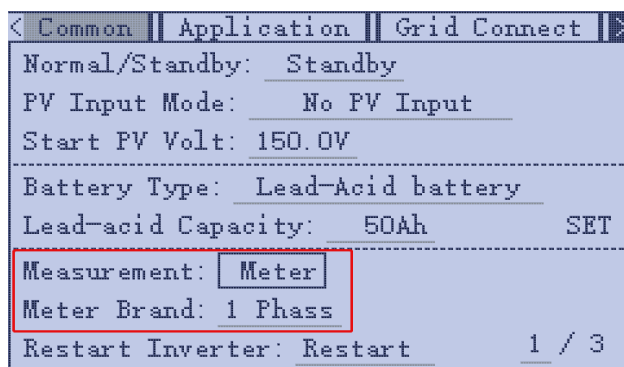 < Common || Application || Grid Connect || >
Normal/Standby: Standby
PV Input Mode: No PV Input
Start PV Volt: 150.0V
Battery Type: Lead-Acid battery
Lead-acid Capacity: 50Ah SET
Measurement: Meter
Meter Brand: 1 Phass
Restart Inverter: Restart 1 / 3